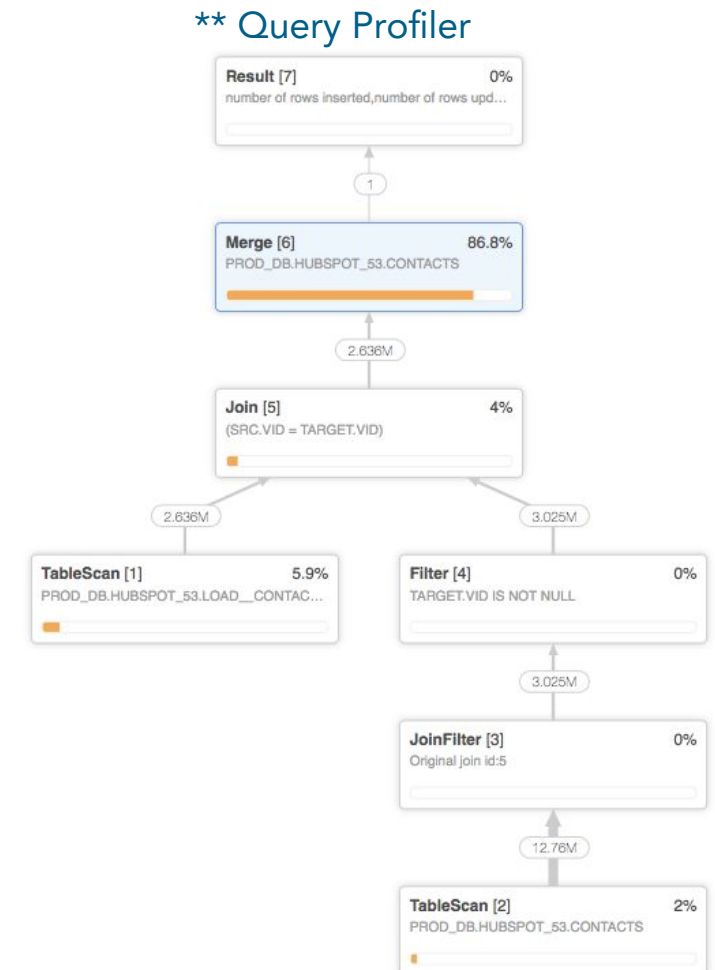 ** Query Profiler
Result [7] 0%
number of rows inserted,number of rows upd...
1
Merge [6] 86.8%
PROD_DB.HUBSPOT_53.CONTACTS
2.636M
Join [5] 4%
(SRC.VID = TARGET.VID)
2.636M 3.025M
TableScan [1] 5.9%
PROD_DB.HUBSPOT_53.LOAD__CONTAC...
Filter [4] 0%
TARGET.VID IS NOT NULL
3.025M
JoinFilter [3] 0%
Original join id:5
12.76M
TableScan [2] 2%
PROD_DB.HUBSPOT_53.CONTACTS